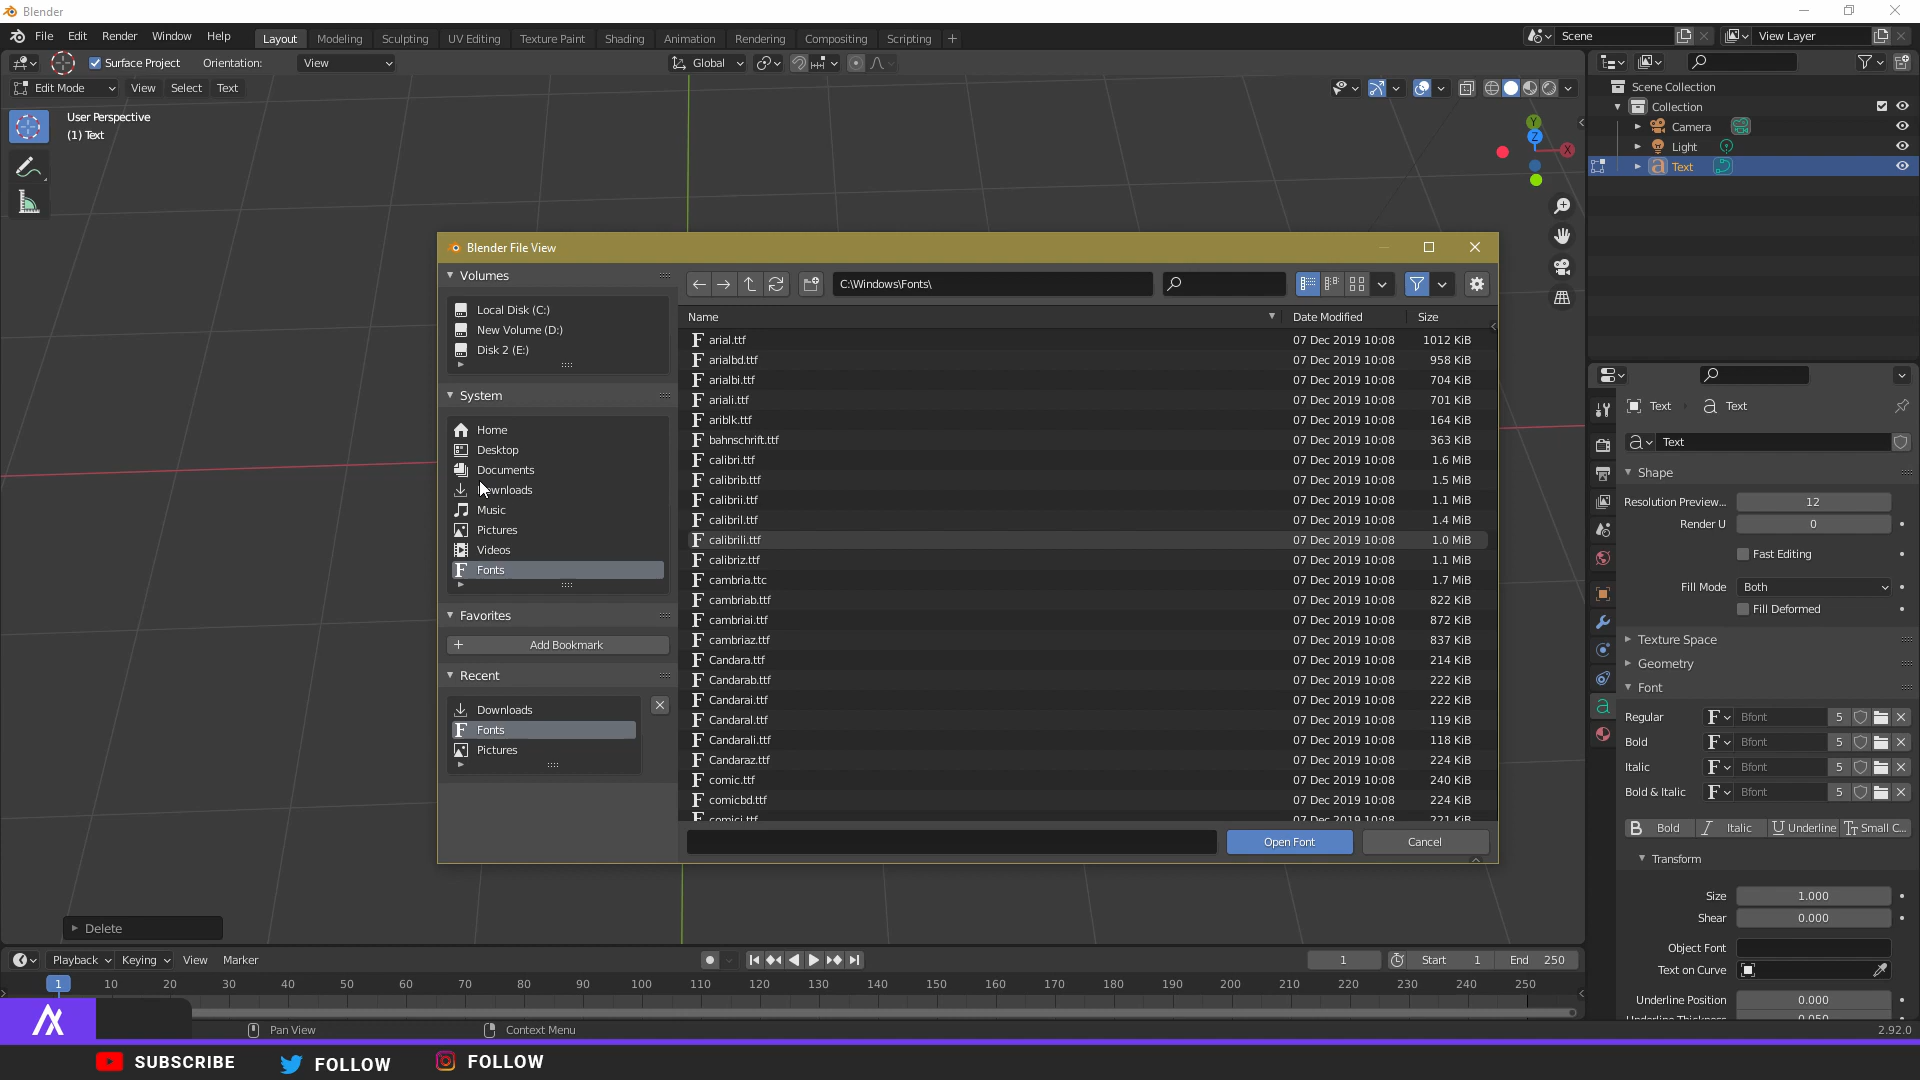 Blender
File Edit Render Window Help Layout Modeling Sculpting UV Editing Texture Paint Shading Animation Rendering Compositing Scripting + Scene View Layer
Surface Project Orientation: View Global
Edit Mode View Select Text
User Perspective
(1) Text
Y
Z
X
Scene Collection
Collection
Camera
Light
Text
Blender File View
Volumes
Local Disk (C:)
New Volume (D:)
Disk 2 (E:)
System
Home
Desktop
Documents
Downloads
Music
Pictures
Videos
Fonts
Favorites
+ Add Bookmark
Recent
Downloads
Fonts
Pictures
C:\Windows\Fonts\
Name Date Modified Size
arial.ttf 07 Dec 2019 10:08 1012 KiB
arialbd.ttf 07 Dec 2019 10:08 958 KiB
arialbi.ttf 07 Dec 2019 10:08 704 KiB
ariali.ttf 07 Dec 2019 10:08 701 KiB
ariblk.ttf 07 Dec 2019 10:08 164 KiB
bahnschrift.ttf 07 Dec 2019 10:08 363 KiB
calibri.ttf 07 Dec 2019 10:08 1.6 MiB
calibrib.ttf 07 Dec 2019 10:08 1.5 MiB
calibrii.ttf 07 Dec 2019 10:08 1.1 MiB
calibril.ttf 07 Dec 2019 10:08 1.4 MiB
calibrili.ttf 07 Dec 2019 10:08 1.0 MiB
calibriz.ttf 07 Dec 2019 10:08 1.1 MiB
cambria.ttc 07 Dec 2019 10:08 1.7 MiB
cambriab.ttf 07 Dec 2019 10:08 822 KiB
cambriai.ttf 07 Dec 2019 10:08 872 KiB
cambriaz.ttf 07 Dec 2019 10:08 837 KiB
Candara.ttf 07 Dec 2019 10:08 214 KiB
Candarab.ttf 07 Dec 2019 10:08 222 KiB
Candarai.ttf 07 Dec 2019 10:08 222 KiB
Candaral.ttf 07 Dec 2019 10:08 119 KiB
Candarali.ttf 07 Dec 2019 10:08 118 KiB
Candaraz.ttf 07 Dec 2019 10:08 224 KiB
comic.ttf 07 Dec 2019 10:08 240 KiB
comicbd.ttf 07 Dec 2019 10:08 224 KiB
comici.ttf 07 Dec 2019 10:08 221 KiB
Open Font Cancel
Text Text
Text
Shape
Resolution Preview... 12
Render U 0
Fast Editing
Fill Mode Both
Fill Deformed
Texture Space
Geometry
Font
Regular Bfont 5
Bold Bfont 5
Italic Bfont 5
Bold & Italic Bfont 5
B Bold I Italic U Underline Small C...
Transform
Size 1.000
Shear 0.000
Object Font
Text on Curve
Underline Position 0.000
Underline Thickness 0.050
Delete
Playback Keying View Marker 1 Start 1 End 250
1 10 20 30 40 50 60 70 80 90 100 110 120 130 140 150 160 170 180 190 200 210 220 230 240 250
Pan View Context Menu 2.92.0
SUBSCRIBE FOLLOW FOLLOW